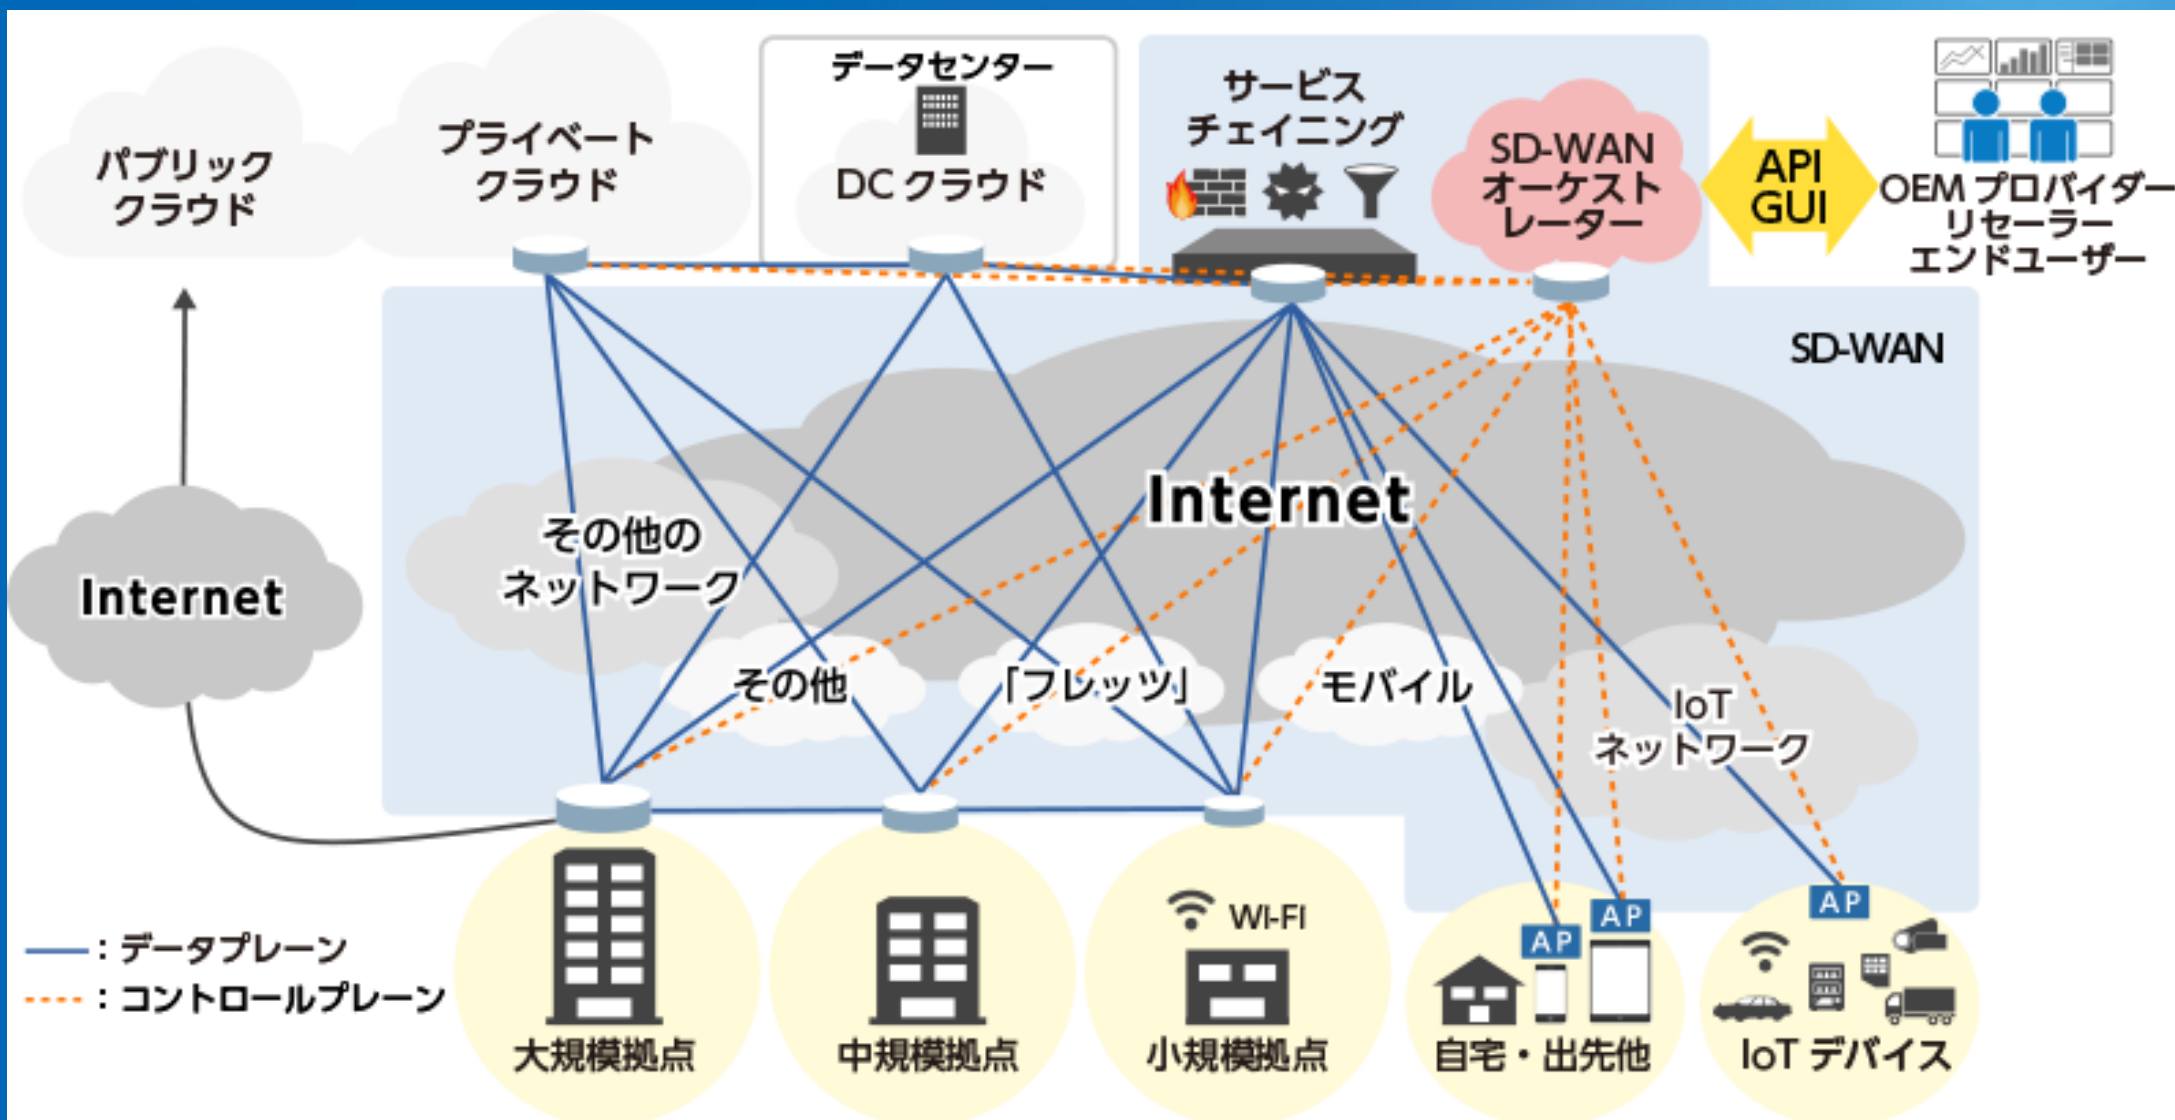 パブリック
クラウド
プライベート
クラウド
データセンター
DC クラウド
サービス
チェイニング
SD-WAN
オーケスト
レーター
API
GUI
OEM プロバイダー
リセーラー
エンドユーザー
SD-WAN
Internet
Internet
その他の
ネットワーク
その他
「フレッツ」
モバイル
IoT
ネットワーク
：データプレーン
：コントロールプレーン
WI-FI
AP
AP
AP
大規模拠点
中規模拠点
小規模拠点
自宅・出先他
IoT デバイス